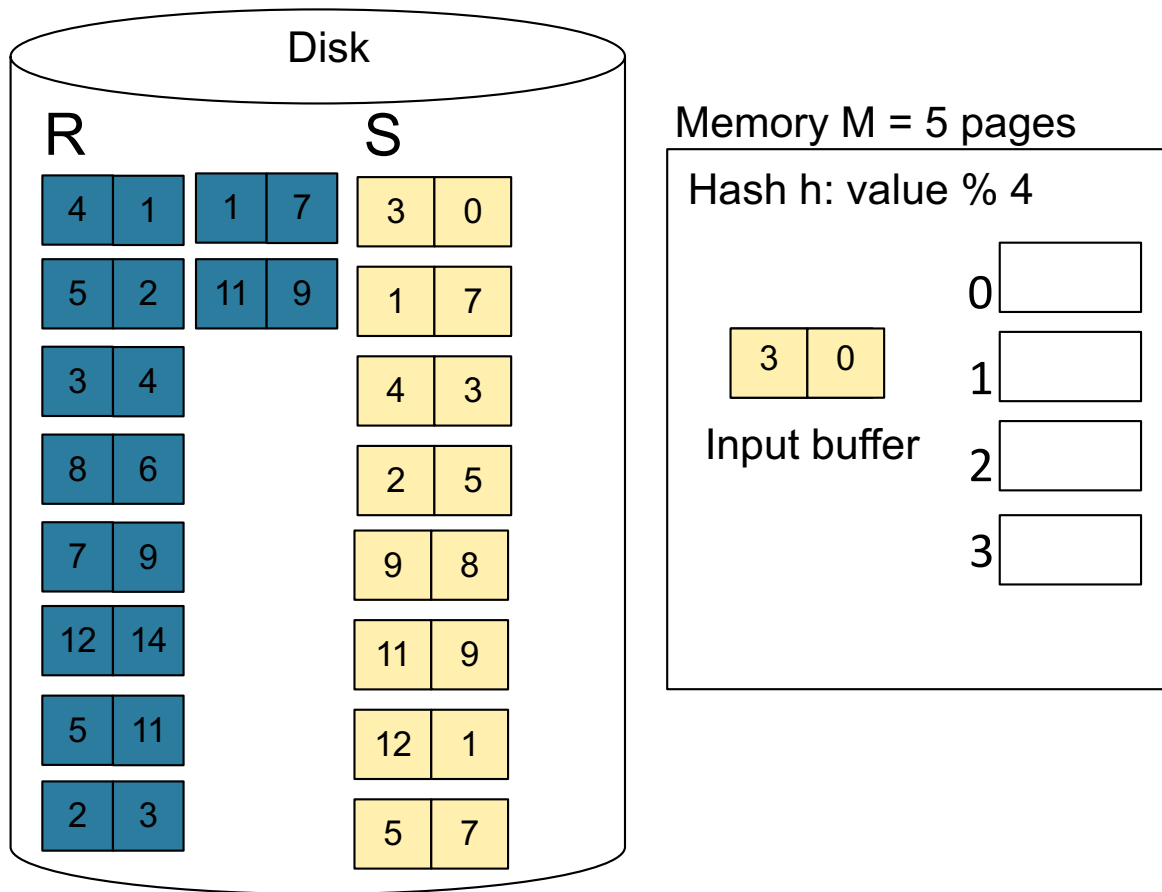 Disk
R S
4 1 1 7 3 0
5 2 11 9 1 7
3 4 4 3
8 6 2 5
7 9 9 8
12 14 11 9
5 11 12 1
2 3 5 7
Memory M = 5 pages
Hash h: value % 4
3 0
Input buffer
0
1
2
3